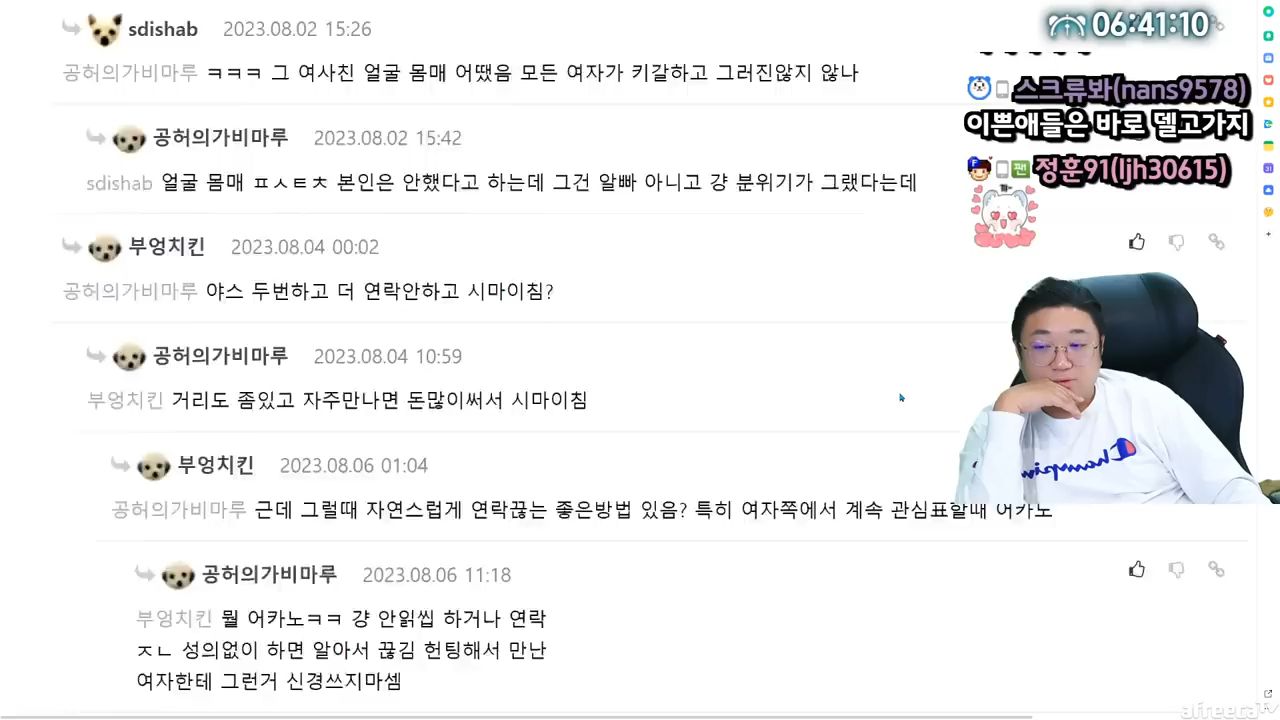 sdishab 2023.08.02 15:26
06:41:10
공허의가비마루 ㅋㅋㅋ 그 여사친 얼굴 몸매 어땠음 모든 여자가 키갈하고 그러진않지 않나
스크류봐(nans9578)
이쁜애들은 바로 델고가지
공허의가비마루 2023.08.02 15:42
정훈91(ljh30615)
sdishab 얼굴 몸매 ㅍㅅㅌㅊ 본인은 안했다고 하는데 그건 알빠 아니고 걍 분위기가 그랬다는데
부엉치킨 2023.08.04 00:02
공허의가비마루 야스 두번하고 더 연락안하고 시마이침?
공허의가비마루 2023.08.04 10:59
부엉치킨 거리도 좀있고 자주만나면 돈많이써서 시마이침
Champion
부엉치킨 2023.08.06 01:04
공허의가비마루 근데 그럴때 자연스럽게 연락끊는 좋은방법 있음? 특히 여자쪽에서 계속 관심표할때 어카노
공허의가비마루 2023.08.06 11:18
부엉치킨 뭘 어카노ㅋㅋ 걍 안읽씹 하거나 연락
ㅈㄴ 성의없이 하면 알아서 끊김 헌팅해서 만난
여자한테 그런거 신경쓰지마셈
afreecaTV